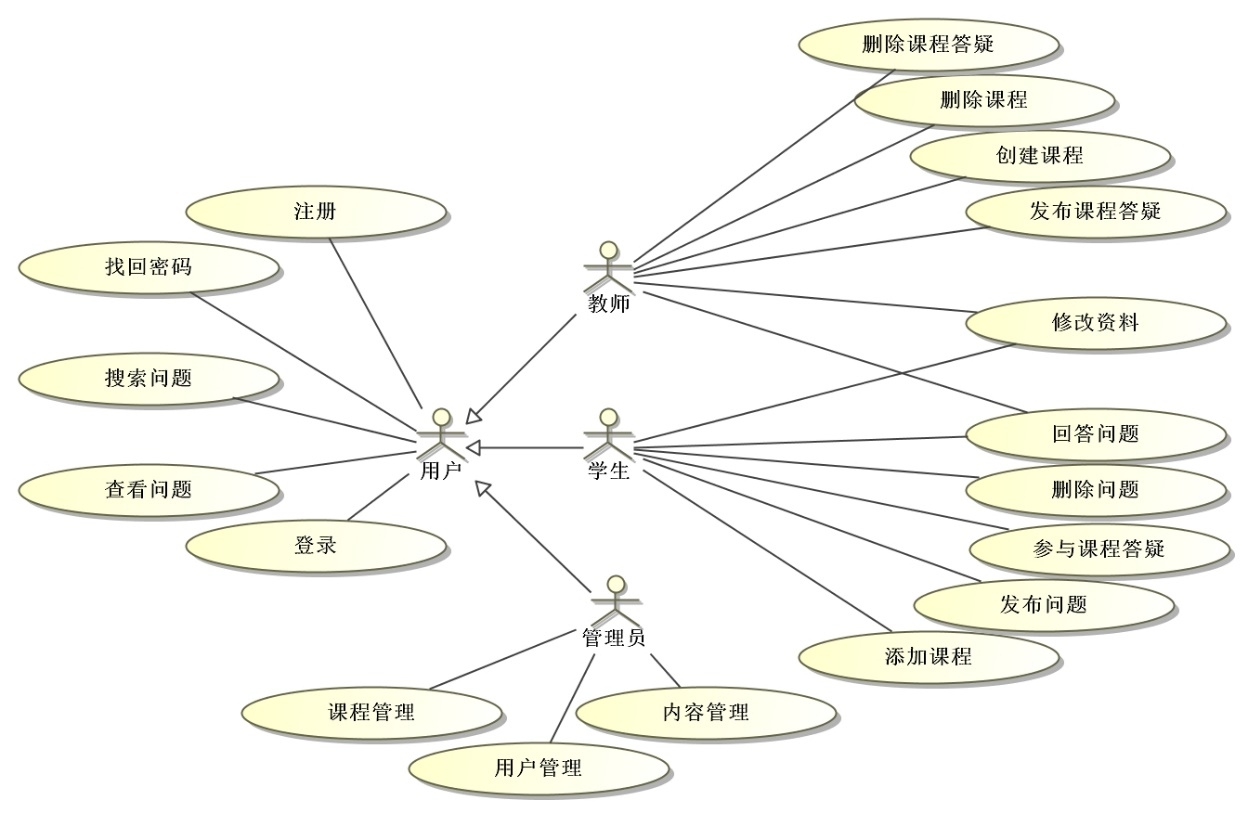 删除课程答疑
删除课程
创建课程
发布课程答疑
注册
找回密码
教师
修改资料
搜索问题
回答问题
用户
学生
查看问题
删除问题
登录
参与课程答疑
发布问题
管理员
添加课程
课程管理
内容管理
用户管理